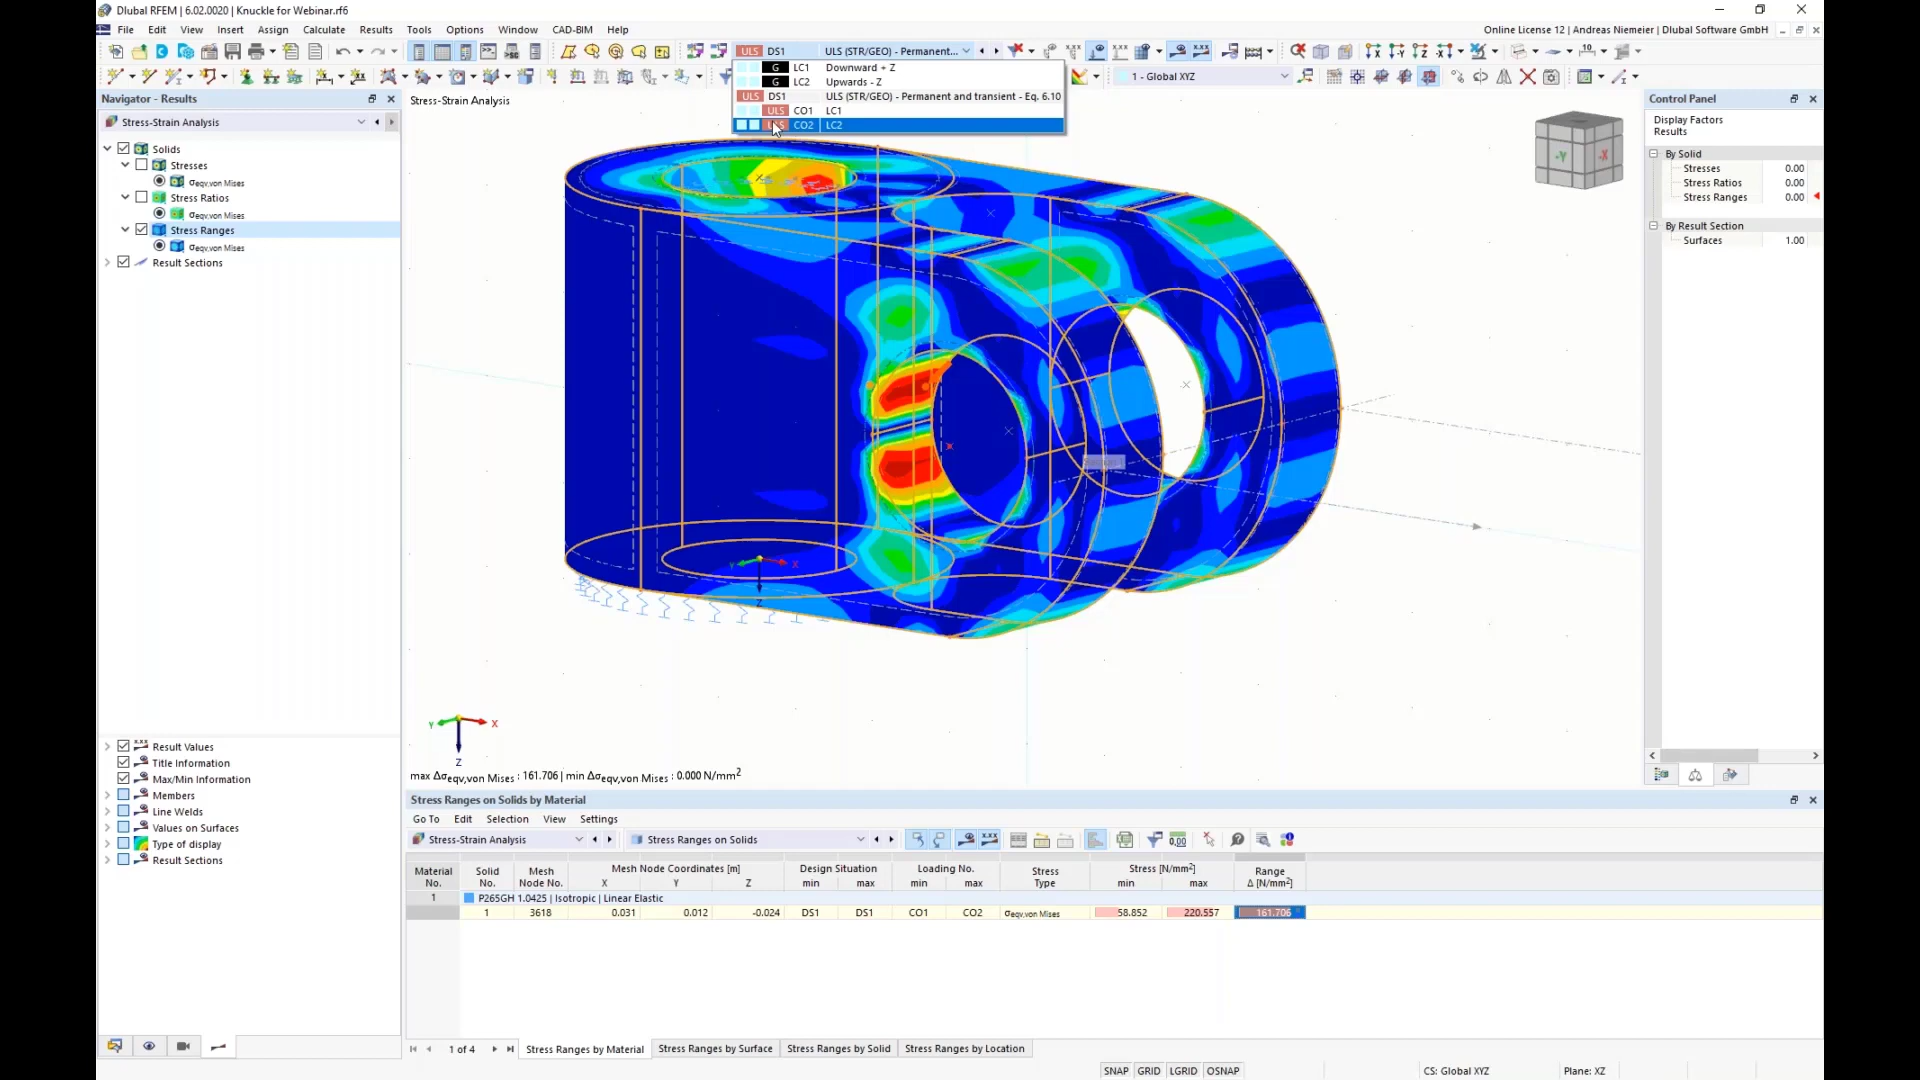 Dlubal RFEM | 6.02.0020 | Knuckle for Webinar.rf6
File Edit View Insert Assign Calculate Results Tools Options Window CAD-BIM Help
Online License 12 | Andreas Niemeier | Dlubal Software GmbH
ULS DS1 ULS (STR/GEO) - Permanent...
G LC1 Downward + Z
G LC2 Upwards - Z
ULS DS1 ULS (STR/GEO) - Permanent and transient - Eq. 6.10
ULS CO1 LC1
CO2 LC2
1 - Global XYZ
Navigator - Results
Stress-Strain Analysis
Solids
Stresses
σeqv,von Mises
Stress Ratios
σeqv,von Mises
Stress Ranges
σeqv,von Mises
Result Sections
Result Values
Title Information
Max/Min Information
Members
Line Welds
Values on Surfaces
Type of display
Result Sections
Stress-Strain Analysis
-Y -X
Y X
Z
Y X
Z
max Δσeqv,von Mises : 161.706 | min Δσeqv,von Mises : 0.000 N/mm2
Control Panel
Display Factors
Results
By Solid
Stresses 0.00
Stress Ratios 0.00
Stress Ranges 0.00
By Result Section
Surfaces 1.00
Stress Ranges on Solids by Material
Go To Edit Selection View Settings
Stress-Strain Analysis Stress Ranges on Solids
Material Solid Mesh Mesh Node Coordinates [m] Design Situation Loading No. Stress Stress [N/mm2] Range
No. No. Node No. X Y Z min max min max Type min max Δ [N/mm2]
1 P265GH 1.0425 | Isotropic | Linear Elastic
1 3618 0.031 0.012 -0.024 DS1 DS1 CO1 CO2 σeqv,von Mises 58.852 220.557 161.706
1 of 4 Stress Ranges by Material Stress Ranges by Surface Stress Ranges by Solid Stress Ranges by Location
SNAP GRID LGRID OSNAP CS: Global XYZ Plane: XZ